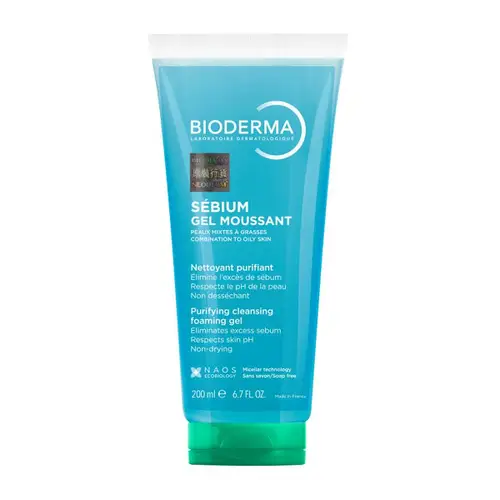 BIODERMA
LABORATOIRE DERMATOLOGIQUE
SÉBIUM
GEL MOUSSANT
PEAUX MIXTES À GRASSES
COMBINATION TO OILY SKIN
Nettoyant purifiant
Élimine l'excès de sébum
Respecte le pH de la peau
Non desséchant
Purifying cleansing
foaming gel
Eliminates excess sebum
Respects skin pH
Non-drying
NAOS
ECOBIOLOGY
Micellar technology
Sans savon/Soap free
200 ml e 6.7 FL. OZ.
Made in France